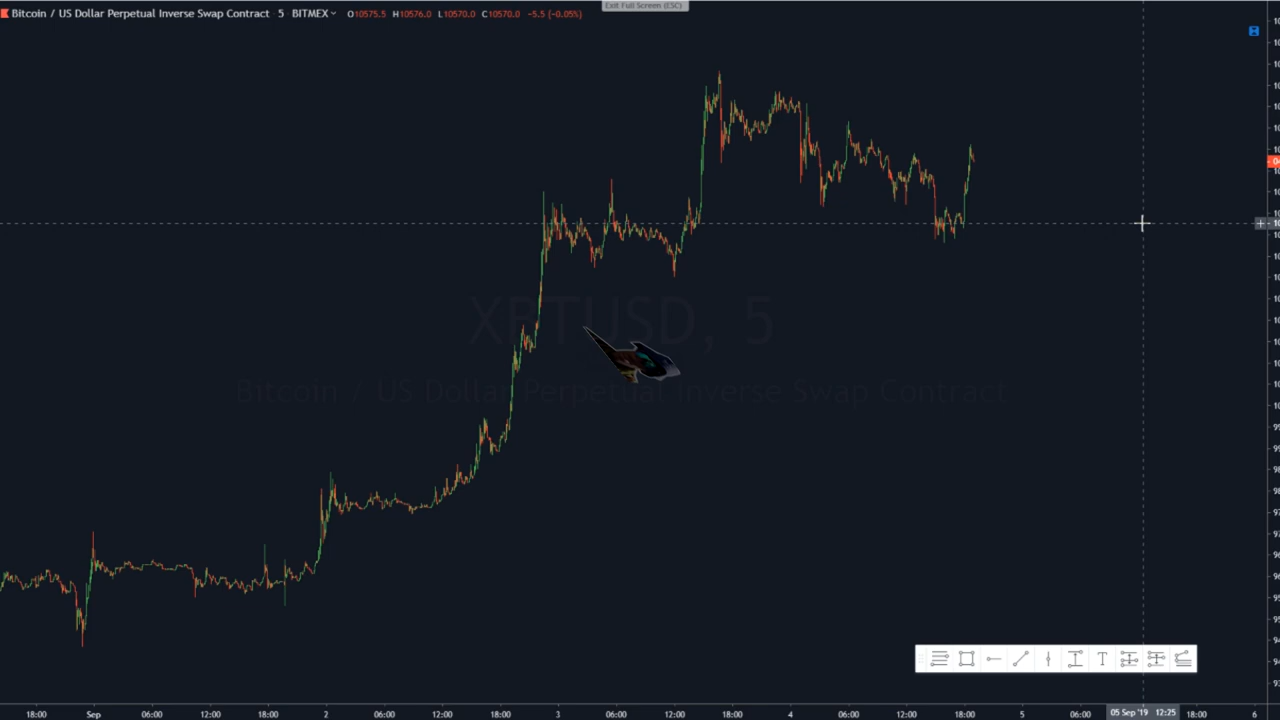 Exit Full Screen (ESC)
Bitcoin / US Dollar Perpetual Inverse Swap Contract · 5 · BITMEX O10575.5 H10576.0 L10570.0 C10570.0 −5.5 (−0.05%)
XBTUSD, 5
Bitcoin / US Dollar Perpetual Inverse Swap Contract
T
18:00 Sep 06:00 12:00 18:00 2 06:00 12:00 18:00 3 06:00 12:00 18:00 4 06:00 12:00 18:00 5 06:00 05 Sep '19 12:25 18:00 6